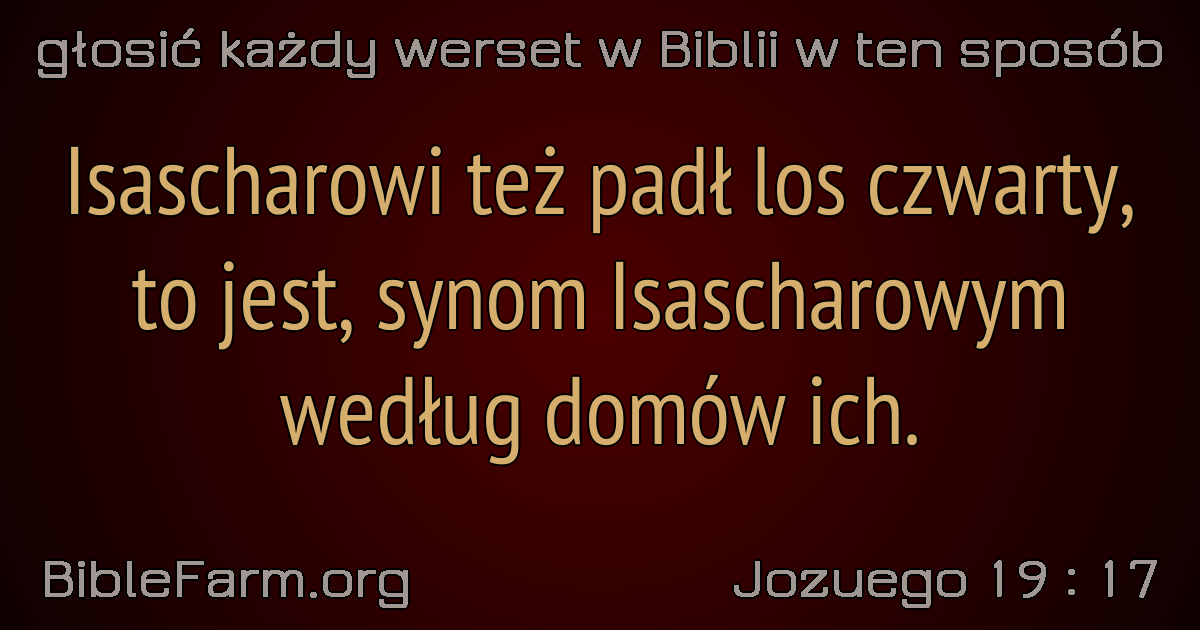 głosić każdy werset w Biblii w ten sposób
Isascharowi też padł los czwarty,
to jest, synom Isascharowym
według domów ich.
BibleFarm.org
Jozuego 19 : 17